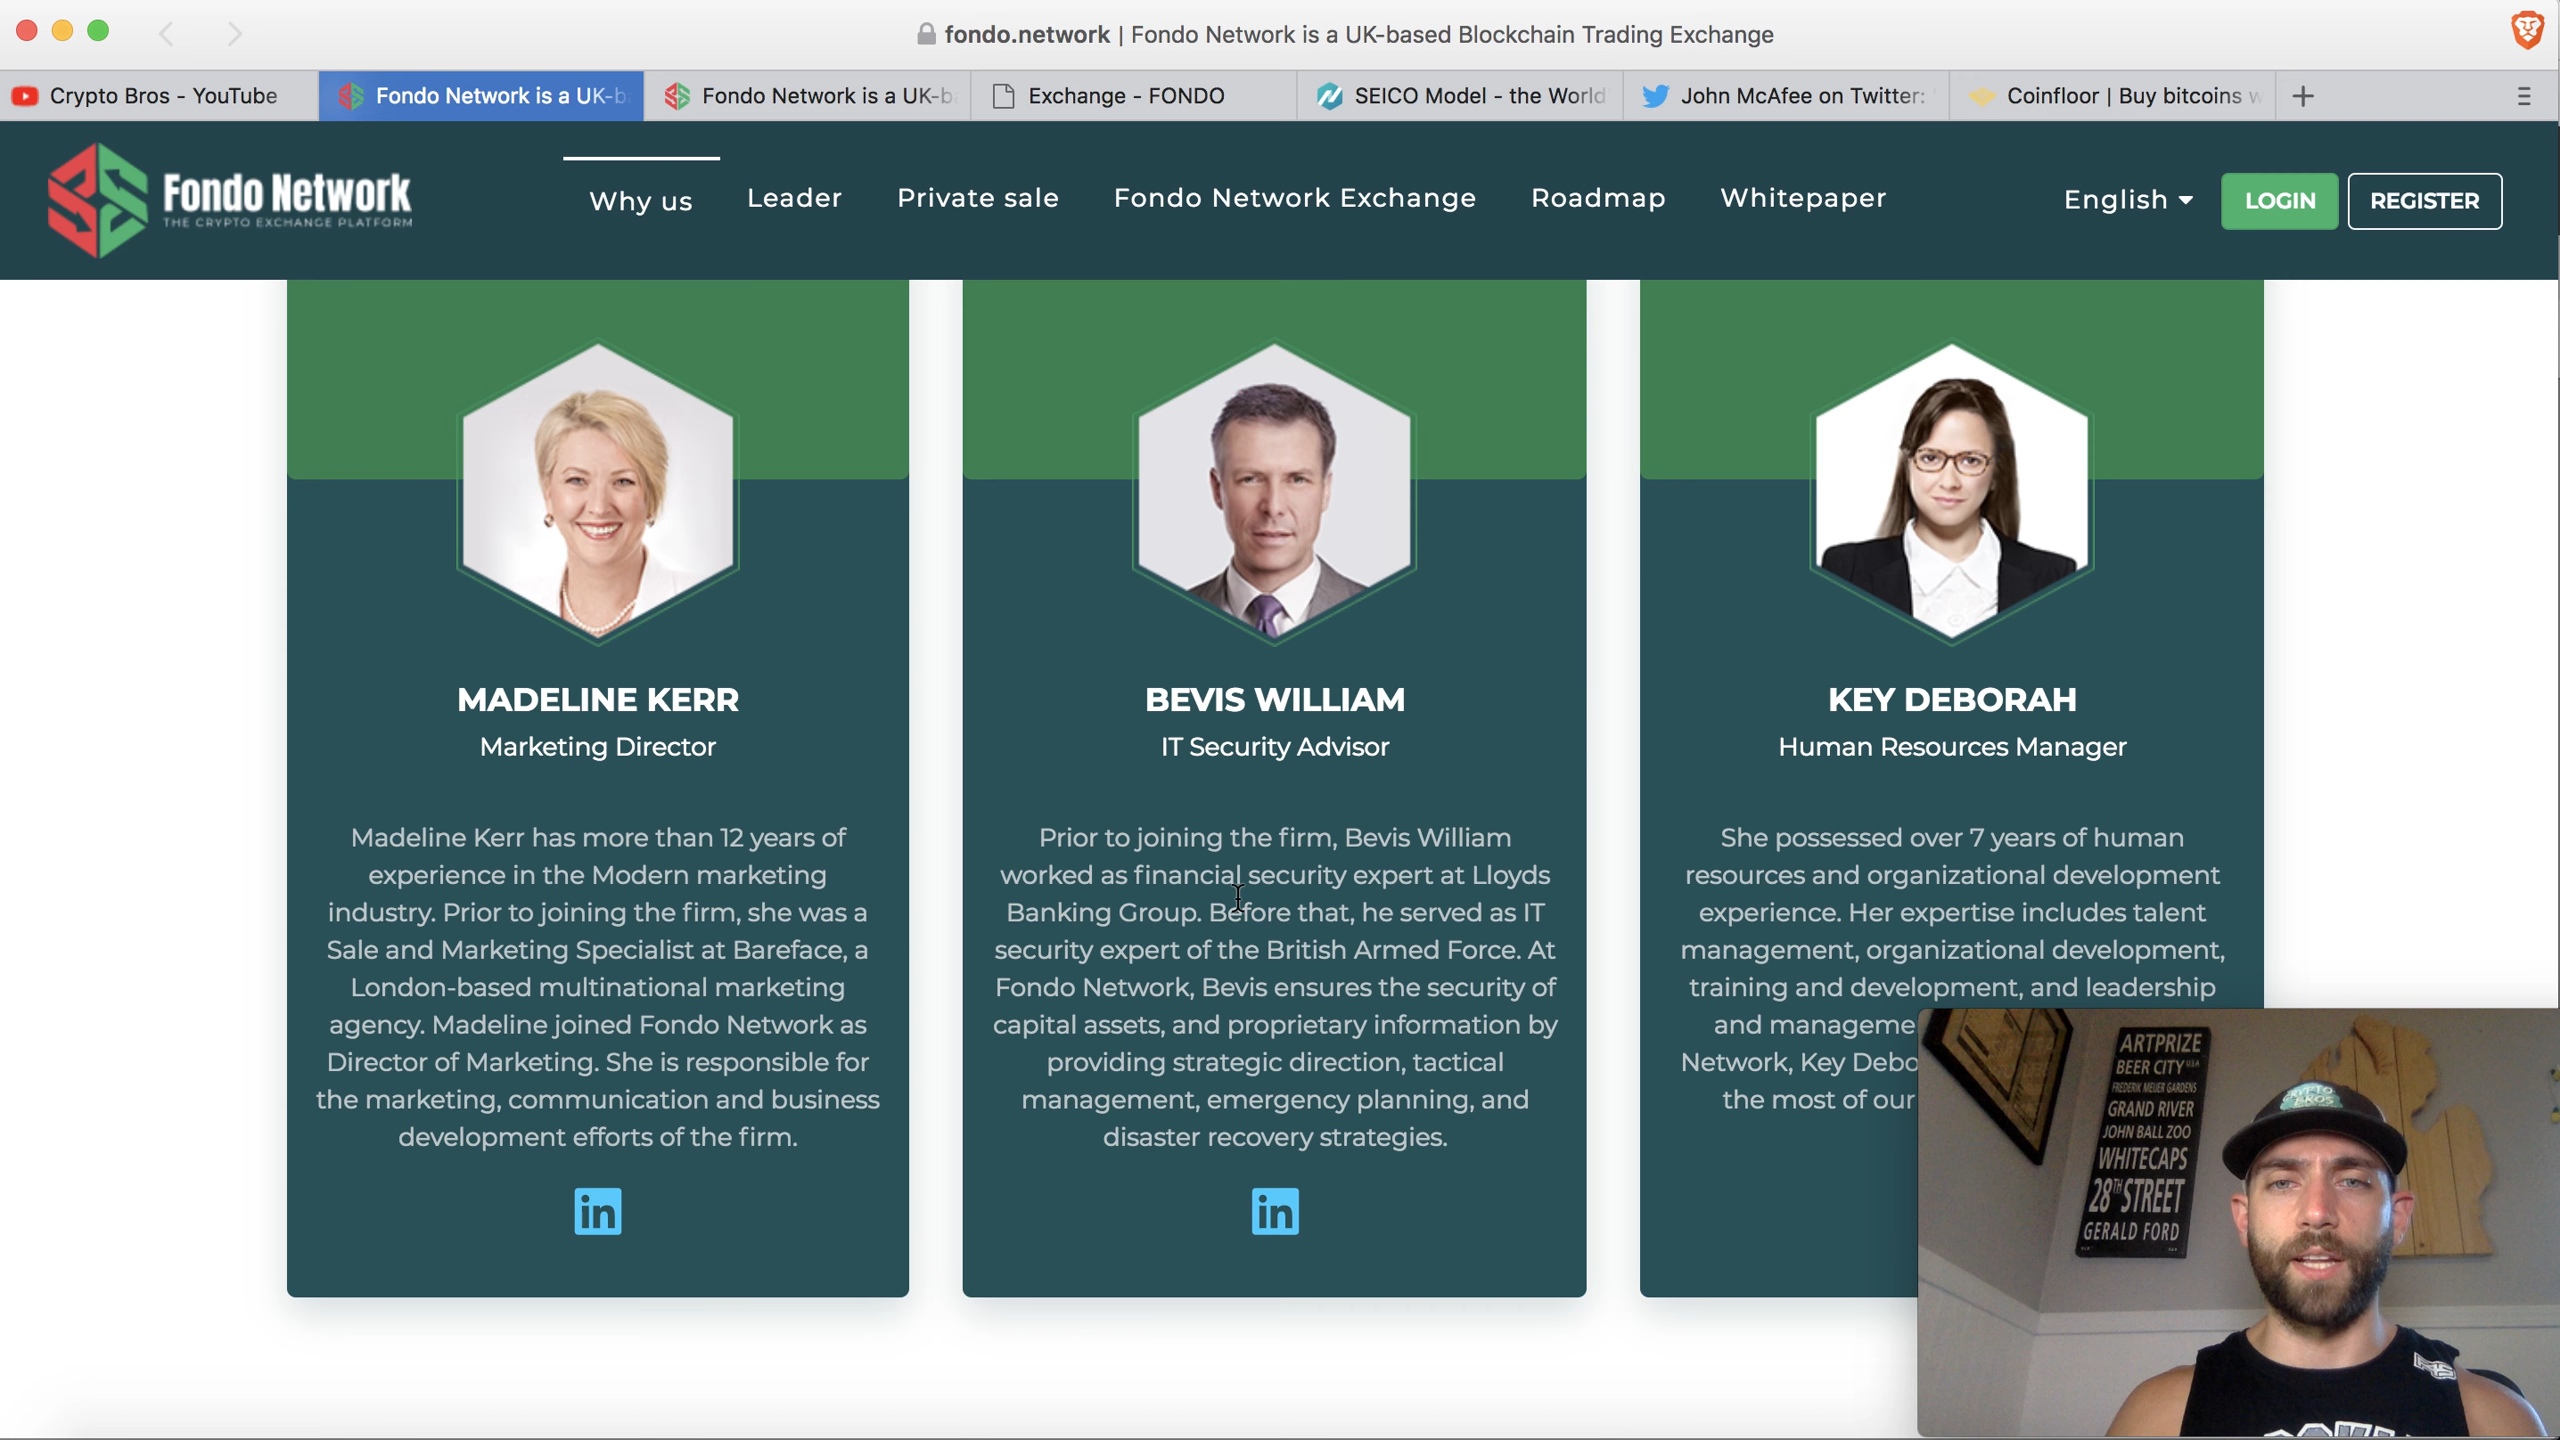 fondo.network | Fondo Network is a UK-based Blockchain Trading Exchange
Crypto Bros - YouTube
Fondo Network is a UK-b
Fondo Network is a UK-b
Exchange - FONDO
SEICO Model - the World'
John McAfee on Twitter: "
Coinfloor | Buy bitcoins w
Fondo Network
THE CRYPTO EXCHANGE PLATFORM
Why us
Leader
Private sale
Fondo Network Exchange
Roadmap
Whitepaper
English
LOGIN
REGISTER
MADELINE KERR
Marketing Director
Madeline Kerr has more than 12 years of
experience in the Modern marketing
industry. Prior to joining the firm, she was a
Sale and Marketing Specialist at Bareface, a
London-based multinational marketing
agency. Madeline joined Fondo Network as
Director of Marketing. She is responsible for
the marketing, communication and business
development efforts of the firm.
in
BEVIS WILLIAM
IT Security Advisor
Prior to joining the firm, Bevis William
worked as financial security expert at Lloyds
Banking Group. Before that, he served as IT
security expert of the British Armed Force. At
Fondo Network, Bevis ensures the security of
capital assets, and proprietary information by
providing strategic direction, tactical
management, emergency planning, and
disaster recovery strategies.
in
KEY DEBORAH
Human Resources Manager
She possessed over 7 years of human
resources and organizational development
experience. Her expertise includes talent
management, organizational development,
training and development, and leadership
and manageme
Network, Key Debo
the most of our
ARTPRIZE
BEER CITY USA
FREDERIK MEIJER GARDENS
GRAND RIVER
JOHN BALL ZOO
WHITECAPS
28TH STREET
GERALD FORD
CRYPTO
BROS